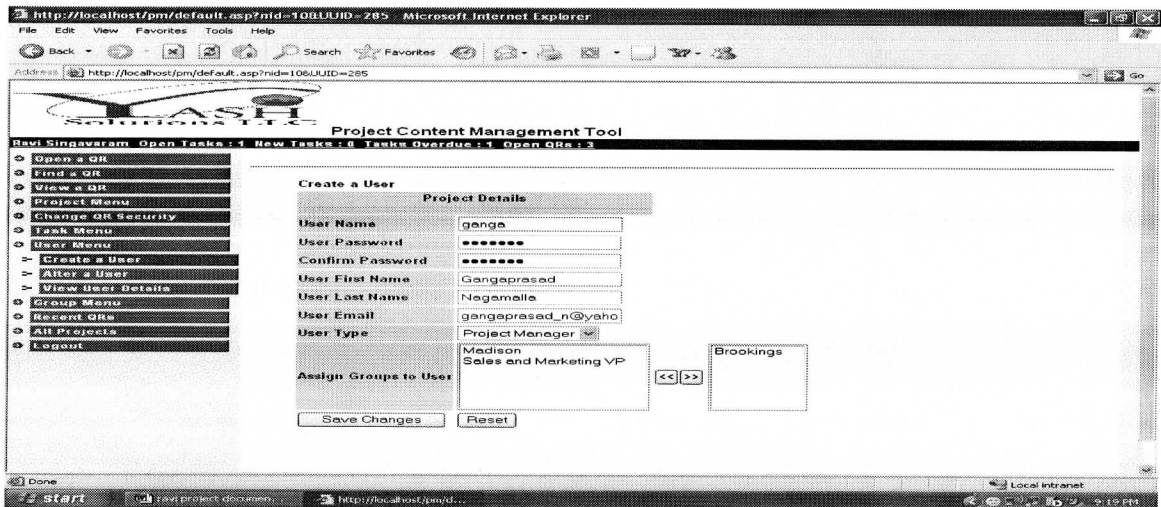 http://localhost/pm/default.asp?nid=10&UUID=285 Microsoft Internet Explorer
File Edit View Favorites Tools Help
Back Search Favorites
Address http://localhost/pm/default.asp?nid=10&UUID=285 Go
YASH
Solutions LLC
Project Content Management Tool
Ravi Singavaram Open Tasks : 1 New Tasks : 0 Tasks Overdue : 1 Open QRs : 3
Open a QR
Find a QR
View a QR
Project Menu
Change QR Security
Task Menu
User Menu
Create a User
Alter a User
View User Details
Group Menu
Recent QRs
All Projects
Logout
Create a User
Project Details
User Name ganga
User Password •••••••
Confirm Password •••••••
User First Name Gangaprasad
User Last Name Nagamalla
User Email gangaprasad_n@yaho
User Type Project Manager
Assign Groups to User
Madison
Sales and Marketing VP
<< >>
Brookings
Save Changes Reset
Done Local intranet
start ravi project documen... http://localhost/pm/d... 9:19 PM